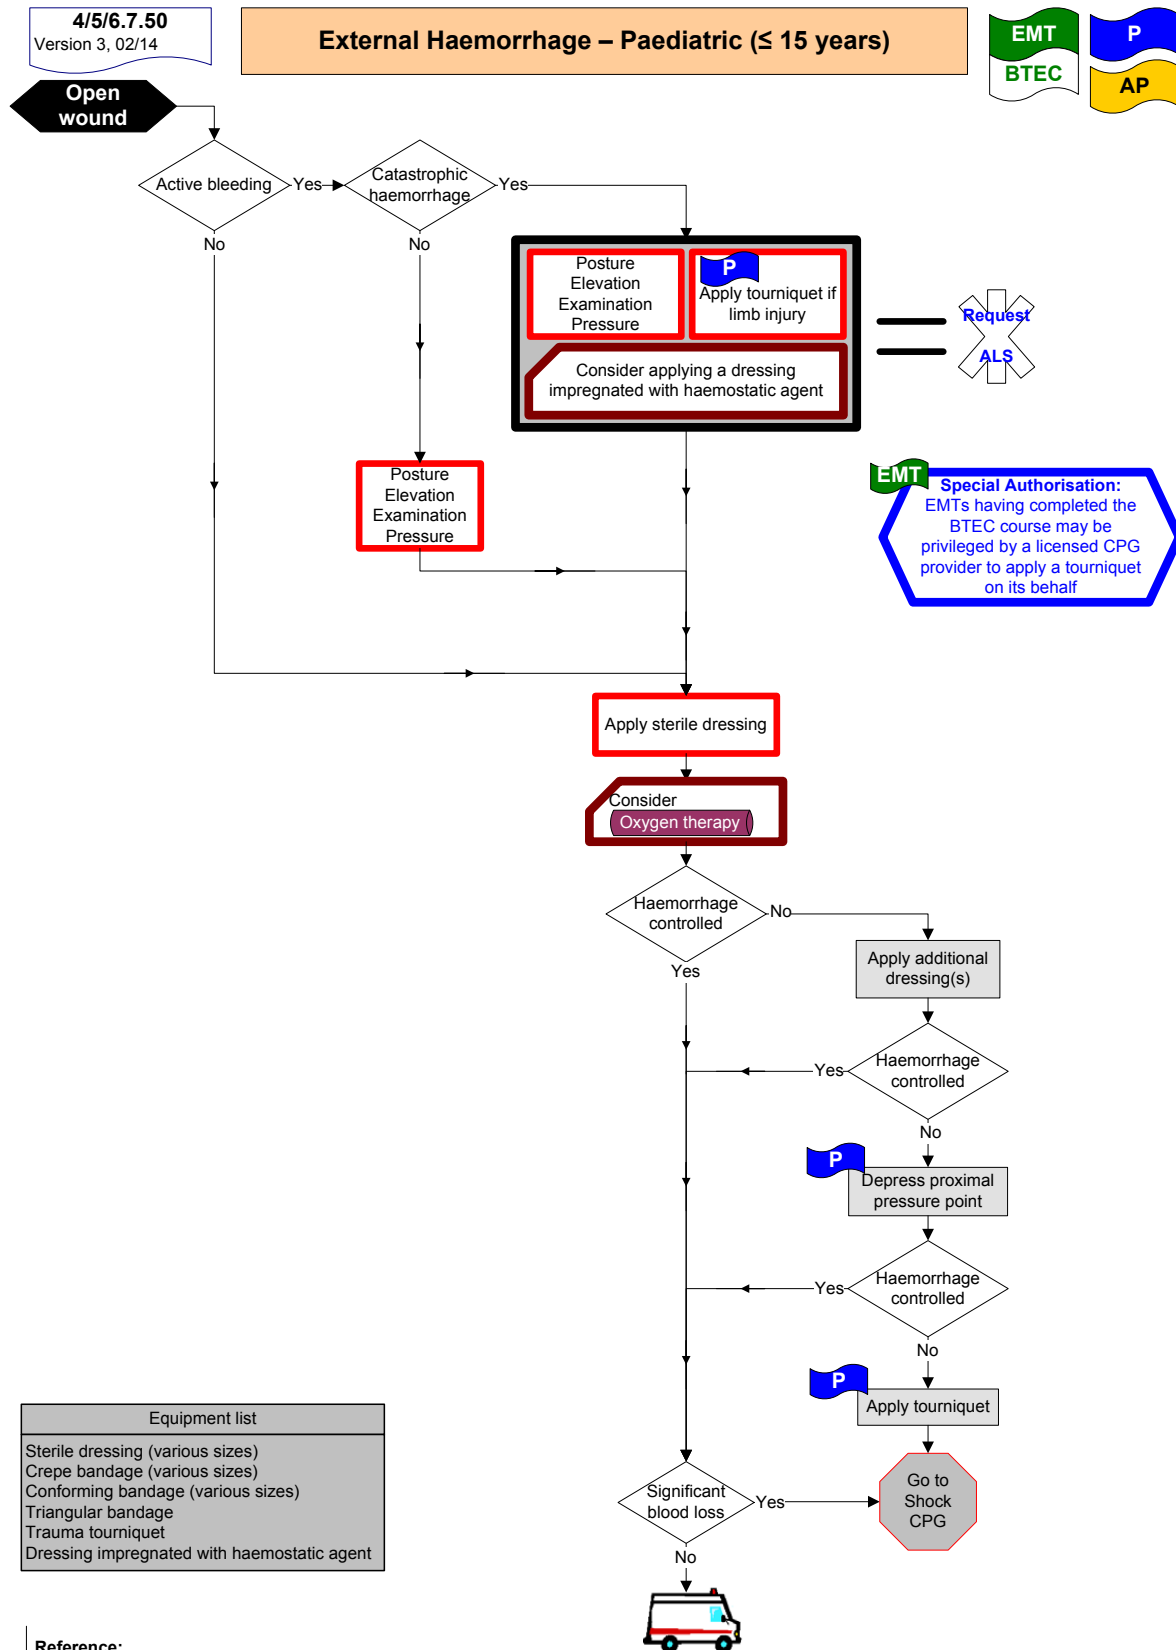 4/5/6.7.50
Version 3, 02/14
External Haemorrhage – Paediatric (≤ 15 years)
EMT
P
BTEC
AP
Open
wound
Active bleeding
Yes
Catastrophic
haemorrhage
Yes
No
No
Posture
Elevation
Examination
Pressure
P
Apply tourniquet if
limb injury
Consider applying a dressing
impregnated with haemostatic agent
Request
ALS
Posture
Elevation
Examination
Pressure
EMT
Special Authorisation:
EMTs having completed the
BTEC course may be
privileged by a licensed CPG
provider to apply a tourniquet
on its behalf
Apply sterile dressing
Consider
Oxygen therapy
Haemorrhage
controlled
No
Yes
Apply additional
dressing(s)
Haemorrhage
controlled
Yes
No
P
Depress proximal
pressure point
Haemorrhage
controlled
Yes
No
P
Apply tourniquet
Equipment list
Sterile dressing (various sizes)
Crepe bandage (various sizes)
Conforming bandage (various sizes)
Triangular bandage
Trauma tourniquet
Dressing impregnated with haemostatic agent
Significant
blood loss
Yes
Go to
Shock
CPG
No
Reference: